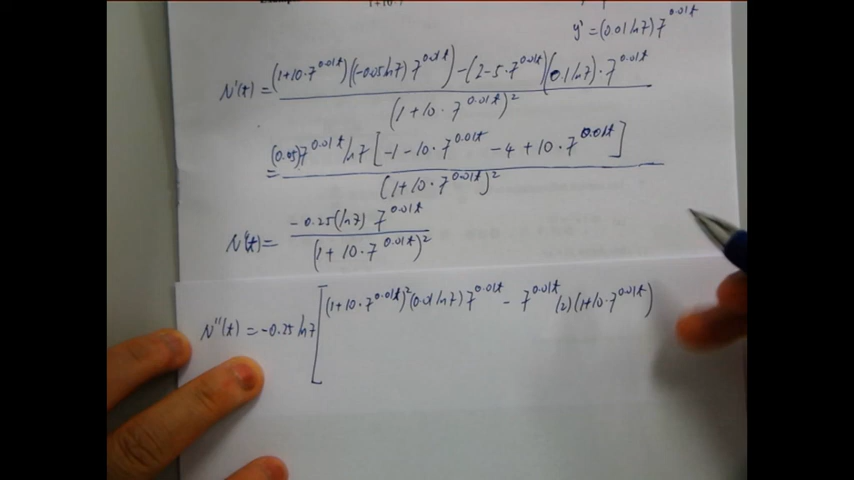 y' = (0.01 ln7) 7^{0.01t}
N'(t) = \frac{(1+10·7^{0.01t})((-0.05 ln7) 7^{0.01t}) - (2-5·7^{0.01t})(0.1 ln7)·7^{0.01t}}{(1+10·7^{0.01t})^2}
= \frac{(0.05)7^{0.01t} ln7 [-1-10·7^{0.01t} - 4 + 10·7^{0.01t}]}{(1+10·7^{0.01t})^2}
N'(t) = \frac{-0.25(ln7) 7^{0.01t}}{(1+10·7^{0.01t})^2}
N''(t) = -0.25 ln7 [(1+10·7^{0.01t})^2 (0.01 ln7) 7^{0.01t} - 7^{0.01t} (2)(1+10·7^{0.01t})